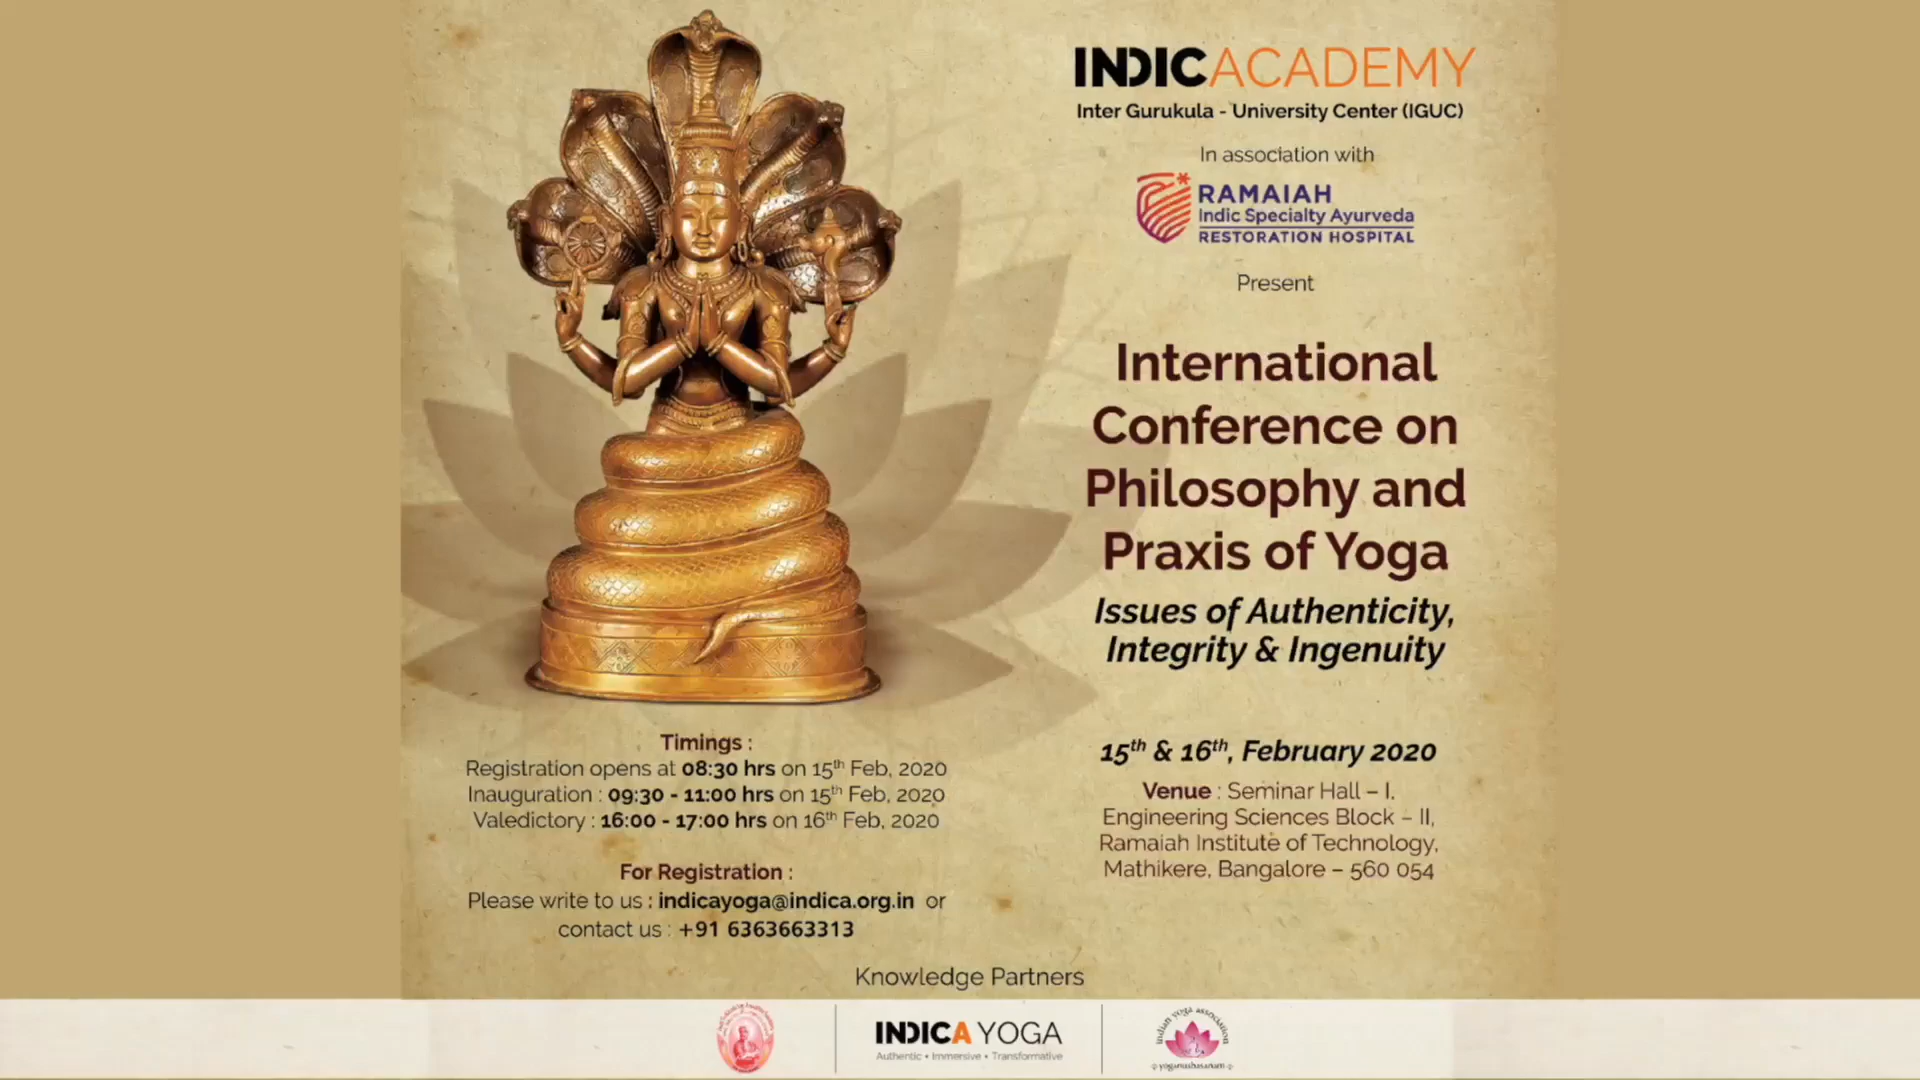 INDICACADEMY
Inter Gurukula - University Center (IGUC)
In association with
RAMAIAH
Indic Specialty Ayurveda
RESTORATION HOSPITAL
Present
International
Conference on
Philosophy and
Praxis of Yoga
Issues of Authenticity,
Integrity & Ingenuity
15th & 16th, February 2020
Venue : Seminar Hall – I,
Engineering Sciences Block – II,
Ramaiah Institute of Technology,
Mathikere, Bangalore – 560 054
Timings :
Registration opens at 08:30 hrs on 15th Feb, 2020
Inauguration : 09:30 - 11:00 hrs on 15th Feb, 2020
Valedictory : 16:00 - 17:00 hrs on 16th Feb, 2020
For Registration :
Please write to us : indicayoga@indica.org.in or
contact us : +91 6363663313
Knowledge Partners
INDICA YOGA
Authentic • Immersive • Transformative
indian yoga association